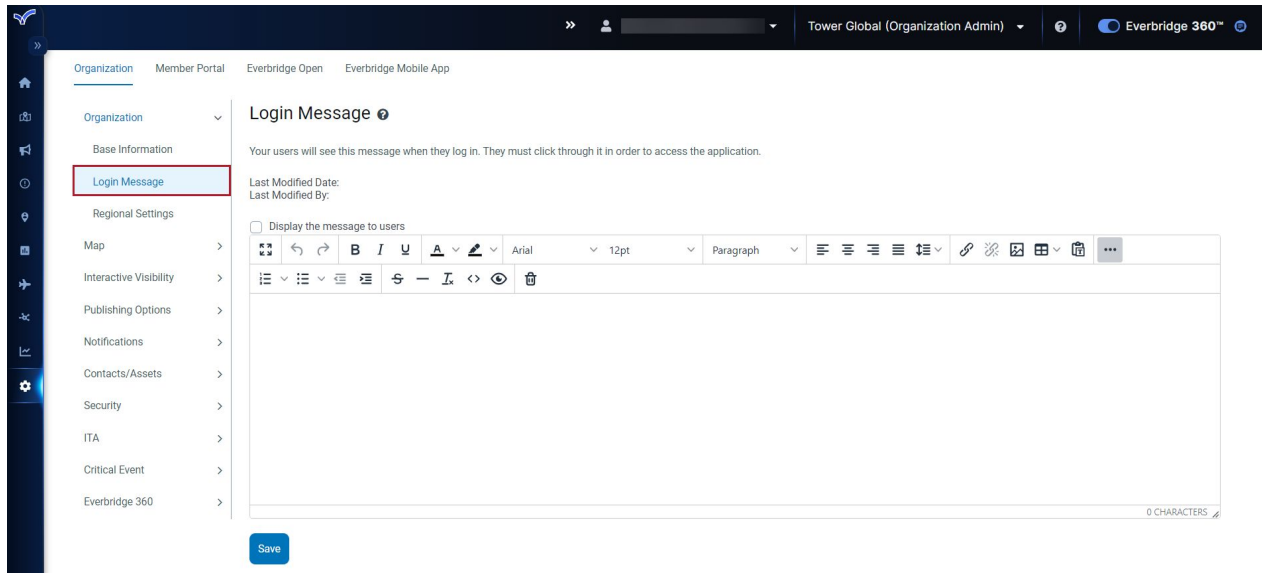 Tower Global (Organization Admin)
Everbridge 360™
Organization Member Portal Everbridge Open Everbridge Mobile App
Organization
Base Information
Login Message
Regional Settings
Map
Interactive Visibility
Publishing Options
Notifications
Contacts/Assets
Security
ITA
Critical Event
Everbridge 360
Login Message
Your users will see this message when they log in. They must click through it in order to access the application.
Last Modified Date:
Last Modified By:
Display the message to users
B I U A Arial 12pt Paragraph
0 CHARACTERS
Save